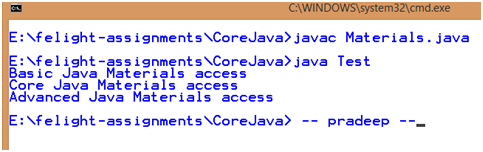 C:\WINDOWS\system32\cmd.exe
E:\felight-assignments\CoreJava>javac Materials.java
E:\felight-assignments\CoreJava>java Test
Basic Java Materials access
Core Java Materials access
Advanced Java Materials access
E:\felight-assignments\CoreJava> -- pradeep --_